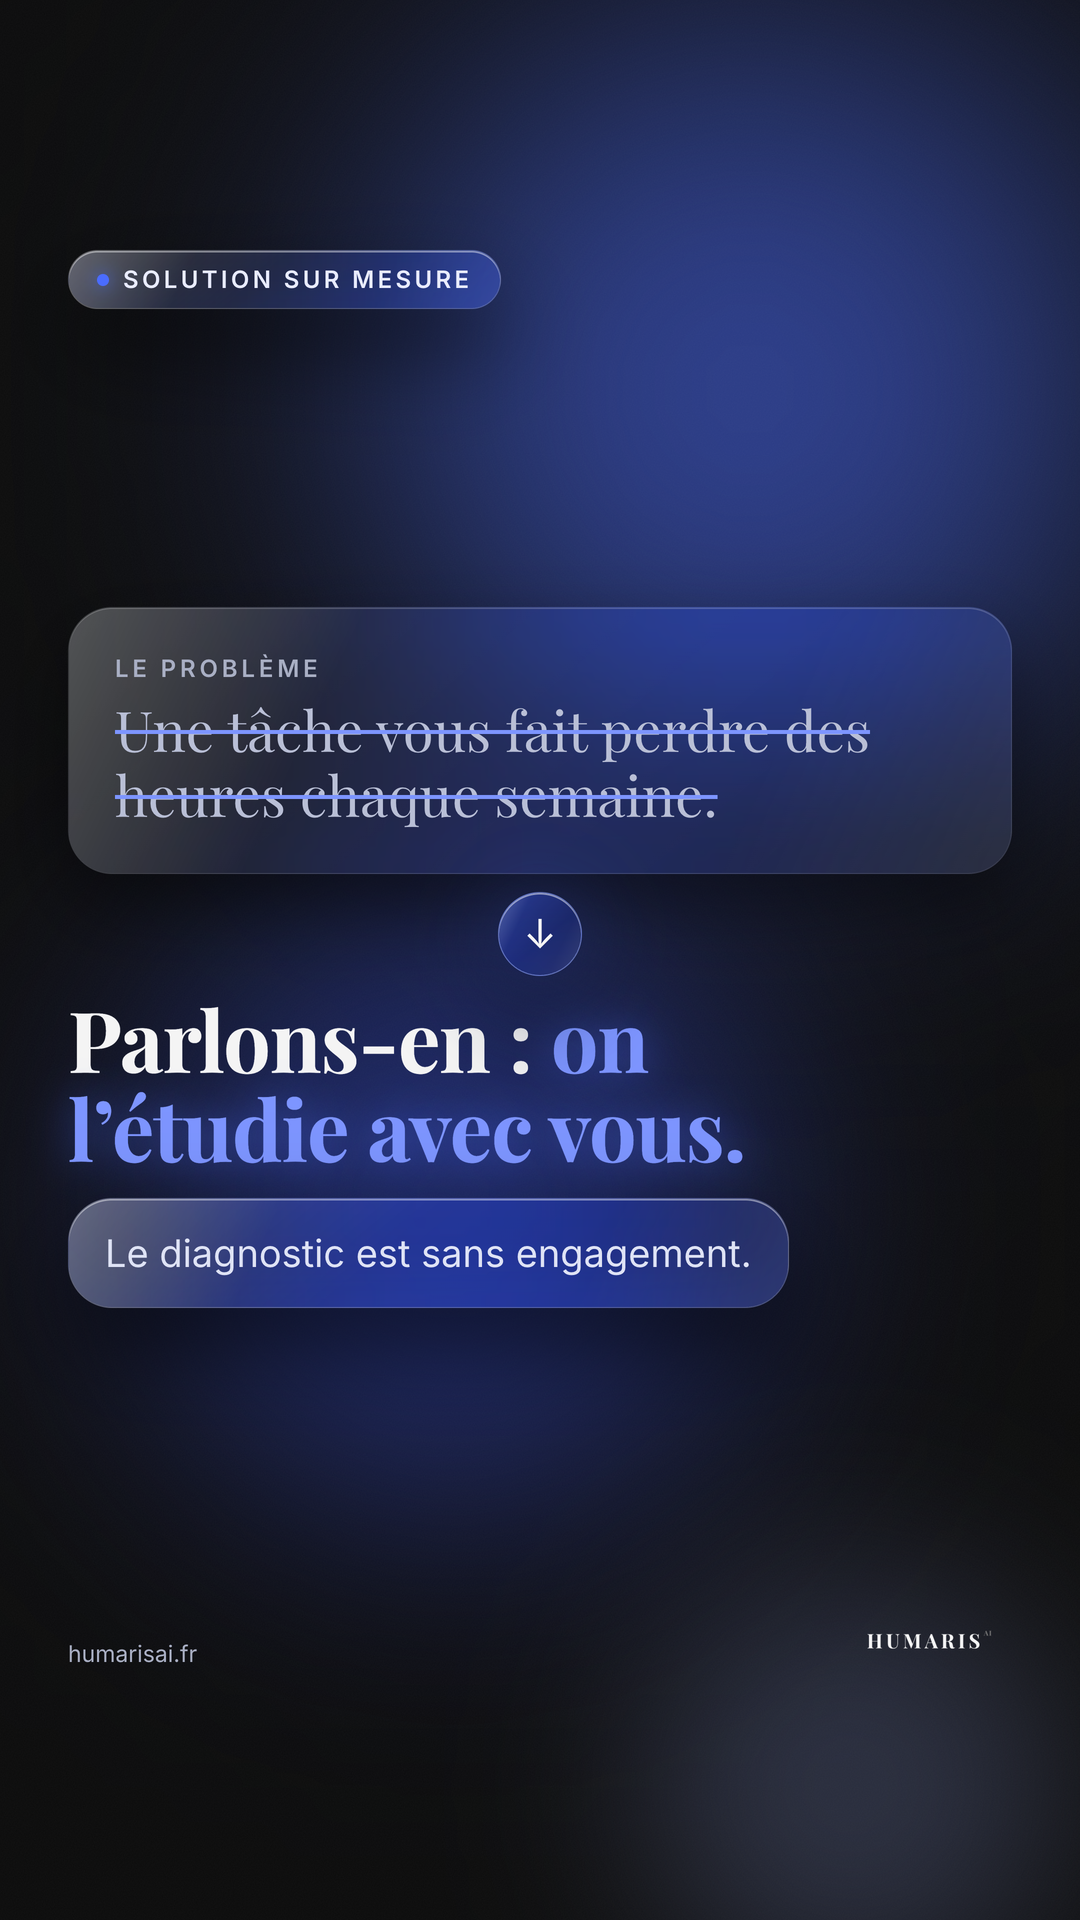 SOLUTION SUR MESURE
LE PROBLÈME
Une tâche vous fait perdre des
heures chaque semaine.
Parlons-en : on
l’étudie avec vous.
Le diagnostic est sans engagement.
humarisai.fr
HUMARIS AI